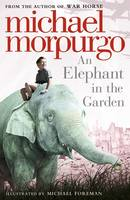 FROM THE AUTHOR OF WAR HORSE
michael
morpurgo
An
Elephant
in the
Garden
ILLUSTRATED BY MICHAEL FOREMAN